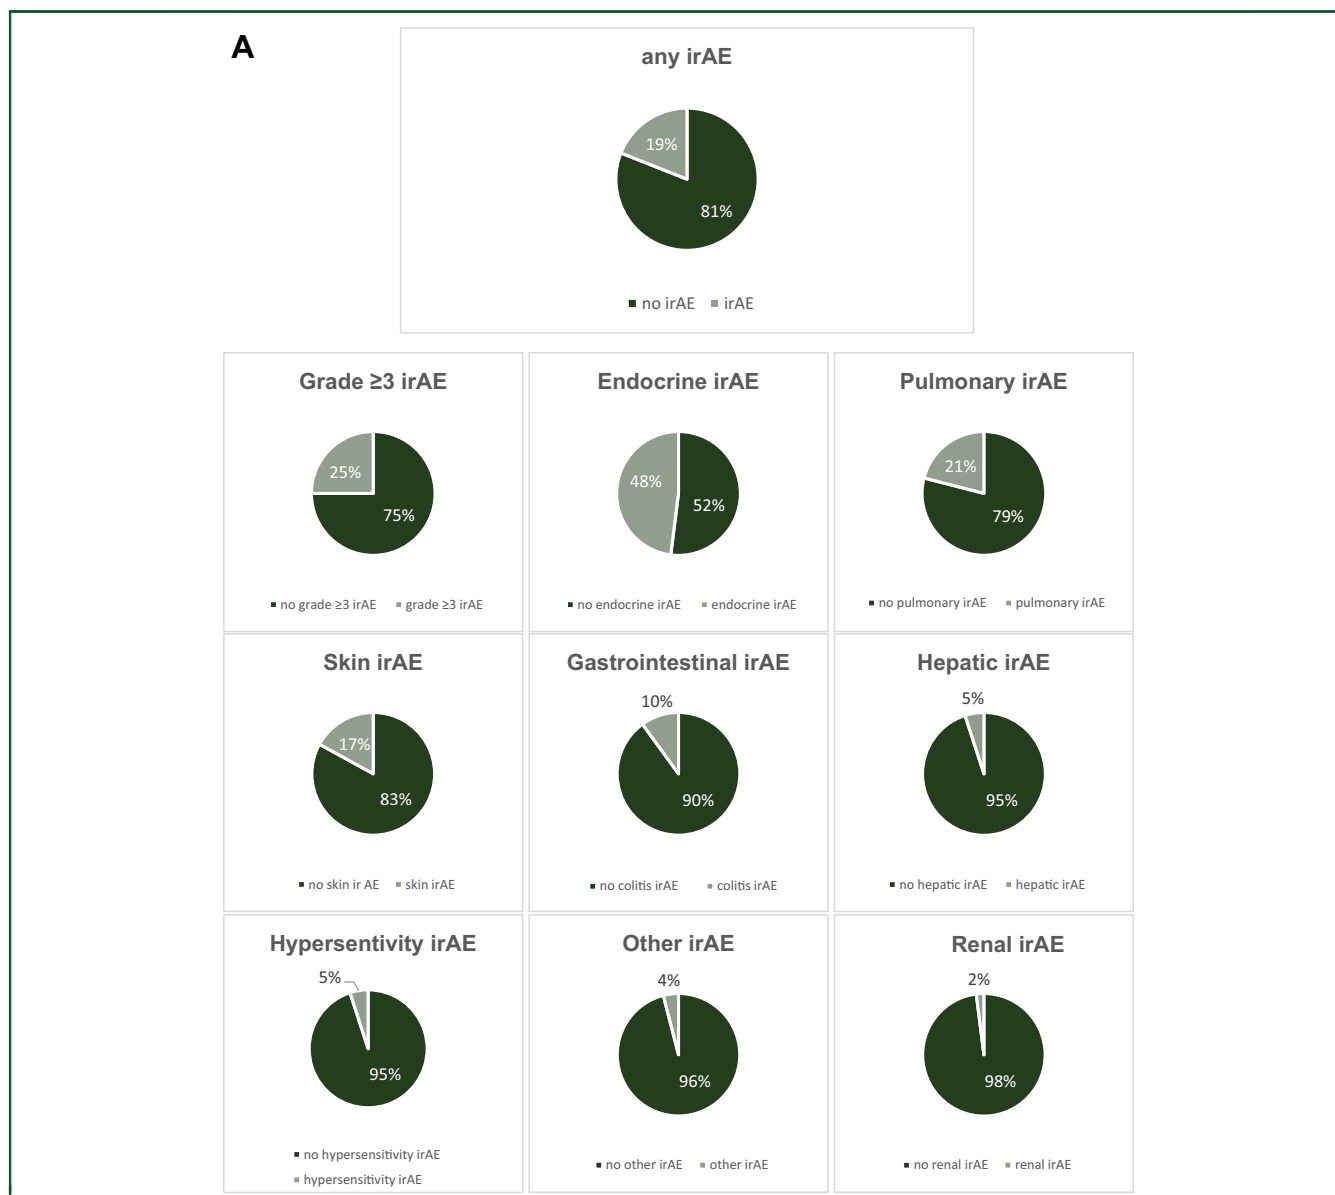 A
any irAE
19%
81%
no irAE irAE
Grade ≥3 irAE
25%
75%
no grade ≥3 irAE grade ≥3 irAE
Endocrine irAE
48%
52%
no endocrine irAE endocrine irAE
Pulmonary irAE
21%
79%
no pulmonary irAE pulmonary irAE
Skin irAE
17%
83%
no skin ir AE skin irAE
Gastrointestinal irAE
10%
90%
no colitis irAE colitis irAE
Hepatic irAE
5%
95%
no hepatic irAE hepatic irAE
Hypersentivity irAE
5%
95%
no hypersensitivity irAE
hypersensitivity irAE
Other irAE
4%
96%
no other irAE other irAE
Renal irAE
2%
98%
no renal irAE renal irAE